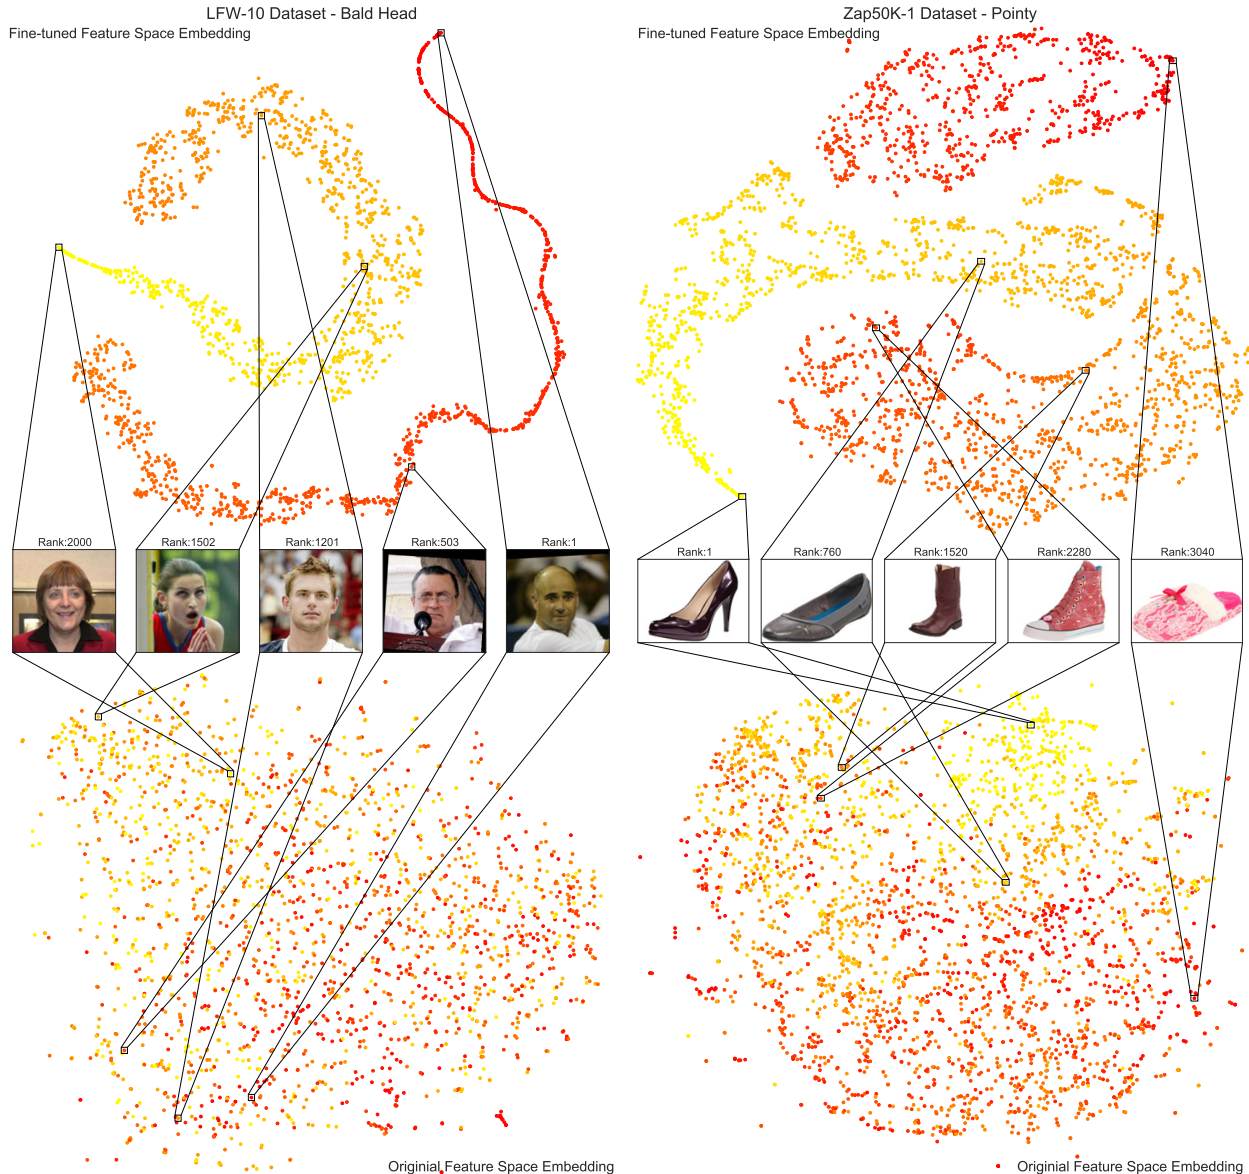 LFW-10 Dataset - Bald Head
Zap50K-1 Dataset - Pointy
Fine-tuned Feature Space Embedding
Fine-tuned Feature Space Embedding
Rank:2000
Rank:1502
Rank:1201
Rank:503
Rank:1
Rank:1
Rank:760
Rank:1520
Rank:2280
Rank:3040
Originial Feature Space Embedding
Originial Feature Space Embedding